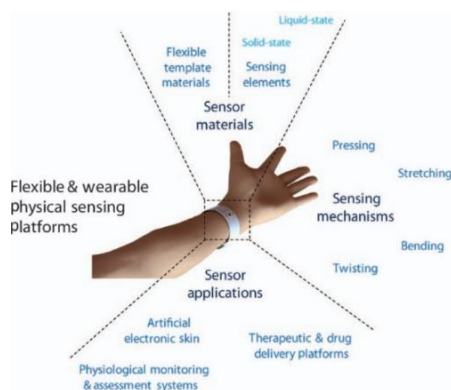 Liquid-state
Solid-state
Flexible
template
materials
Sensing
elements
Sensor
materials
Pressing
Stretching
Flexible & wearable
physical sensing
platforms
Sensing
mechanisms
Bending
Twisting
Sensor
applications
Artificial
electronic skin
Therapeutic & drug
delivery platforms
Physiological monitoring
& assessment systems